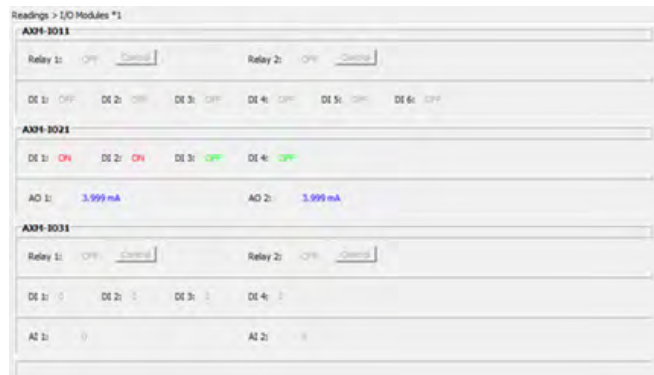 Readings > I/O Modules *1
AXM-IO11
Relay 1: OFF Control Relay 2: OFF Control
DI 1: OFF DI 2: OFF DI 3: OFF DI 4: OFF DI 5: OFF DI 6: OFF
AXM-IO21
DI 1: ON DI 2: ON DI 3: OFF DI 4: OFF
AO 1: 3.999 mA AO 2: 3.999 mA
AXM-IO31
Relay 1: OFF Control Relay 2: OFF Control
DI 1: 0 DI 2: 0 DI 3: 0 DI 4: 0
AI 1: 0 AI 2: 0